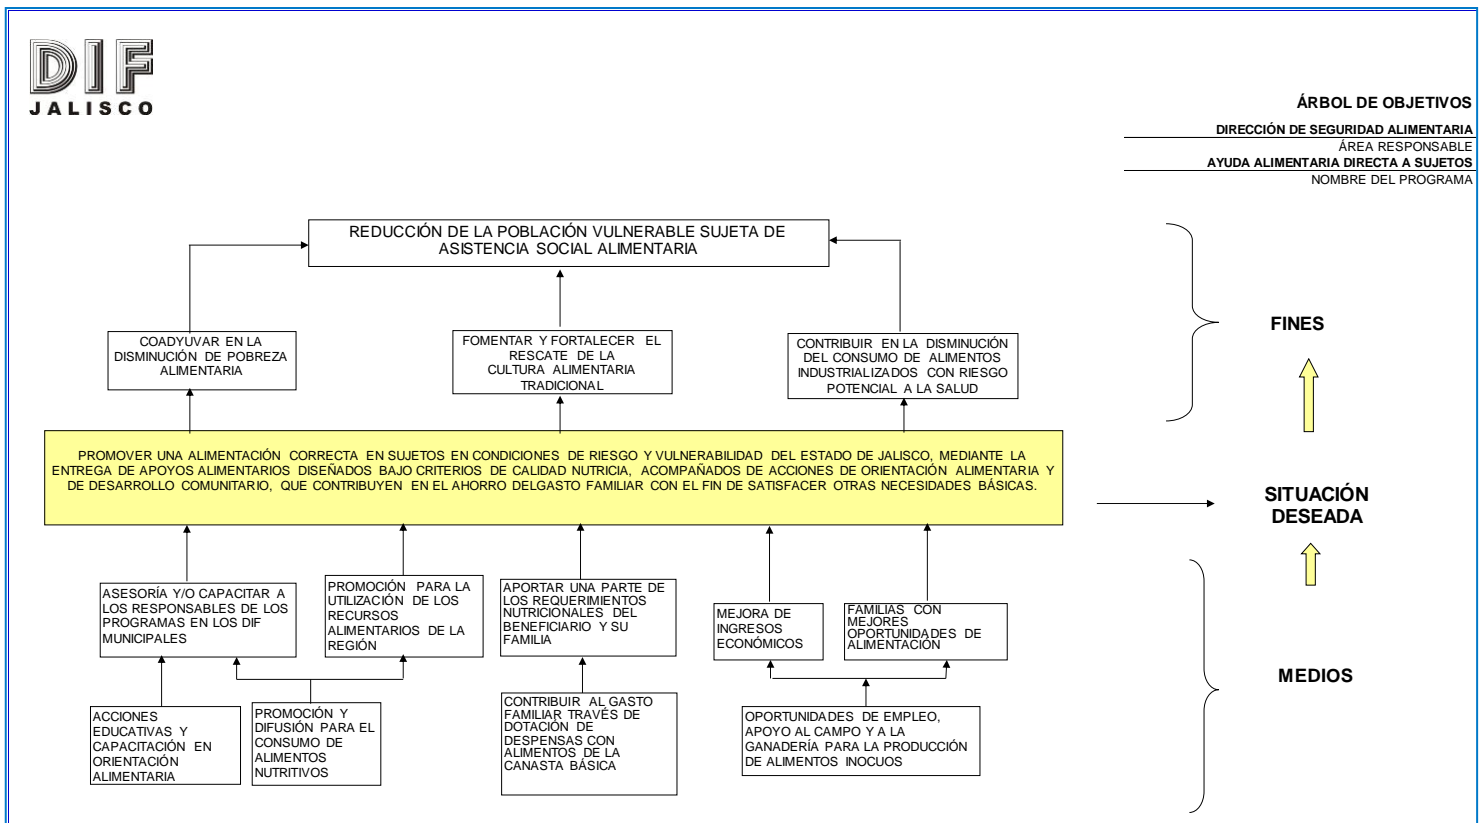 DIF
JALISCO
ÁRBOL DE OBJETIVOS
DIRECCIÓN DE SEGURIDAD ALIMENTARIA
ÁREA RESPONSABLE
AYUDA ALIMENTARIA DIRECTA A SUJETOS
NOMBRE DEL PROGRAMA
REDUCCIÓN DE LA POBLACIÓN VULNERABLE SUJETA DE
ASISTENCIA SOCIAL ALIMENTARIA
COADYUVAR EN LA
DISMINUCIÓN DE POBREZA
ALIMENTARIA
FOMENTAR Y FORTALECER EL
RESCATE DE LA
CULTURA ALIMENTARIA
TRADICIONAL
CONTRIBUIR EN LA DISMINUCIÓN
DEL CONSUMO DE ALIMENTOS
INDUSTRIALIZADOS CON RIESGO
POTENCIAL A LA SALUD
FINES
PROMOVER UNA ALIMENTACIÓN CORRECTA EN SUJETOS EN CONDICIONES DE RIESGO Y VULNERABILIDAD DEL ESTADO DE JALISCO, MEDIANTE LA
ENTREGA DE APOYOS ALIMENTARIOS DISEÑADOS BAJO CRITERIOS DE CALIDAD NUTRICIA, ACOMPAÑADOS DE ACCIONES DE ORIENTACIÓN ALIMENTARIA Y
DE DESARROLLO COMUNITARIO, QUE CONTRIBUYEN EN EL AHORRO DELGASTO FAMILIAR CON EL FIN DE SATISFACER OTRAS NECESIDADES BÁSICAS.
SITUACIÓN
DESEADA
ASESORÍA Y/O CAPACITAR A
LOS RESPONSABLES DE LOS
PROGRAMAS EN LOS DIF
MUNICIPALES
PROMOCIÓN PARA LA
UTILIZACIÓN DE LOS
RECURSOS
ALIMENTARIOS DE LA
REGIÓN
APORTAR UNA PARTE DE
LOS REQUERIMIENTOS
NUTRICIONALES DEL
BENEFICIARIO Y SU
FAMILIA
MEJORA DE
INGRESOS
ECONÓMICOS
FAMILIAS CON
MEJORES
OPORTUNIDADES DE
ALIMENTACIÓN
MEDIOS
ACCIONES
EDUCATIVAS Y
CAPACITACIÓN EN
ORIENTACIÓN
ALIMENTARIA
PROMOCIÓN Y
DIFUSIÓN PARA EL
CONSUMO DE
ALIMENTOS
NUTRITIVOS
CONTRIBUIR AL GASTO
FAMILIAR TRAVÉS DE
DOTACIÓN DE
DESPENSAS CON
ALIMENTOS DE LA
CANASTA BÁSICA
OPORTUNIDADES DE EMPLEO,
APOYO AL CAMPO Y A LA
GANADERÍA PARA LA PRODUCCIÓN
DE ALIMENTOS INOCUOS